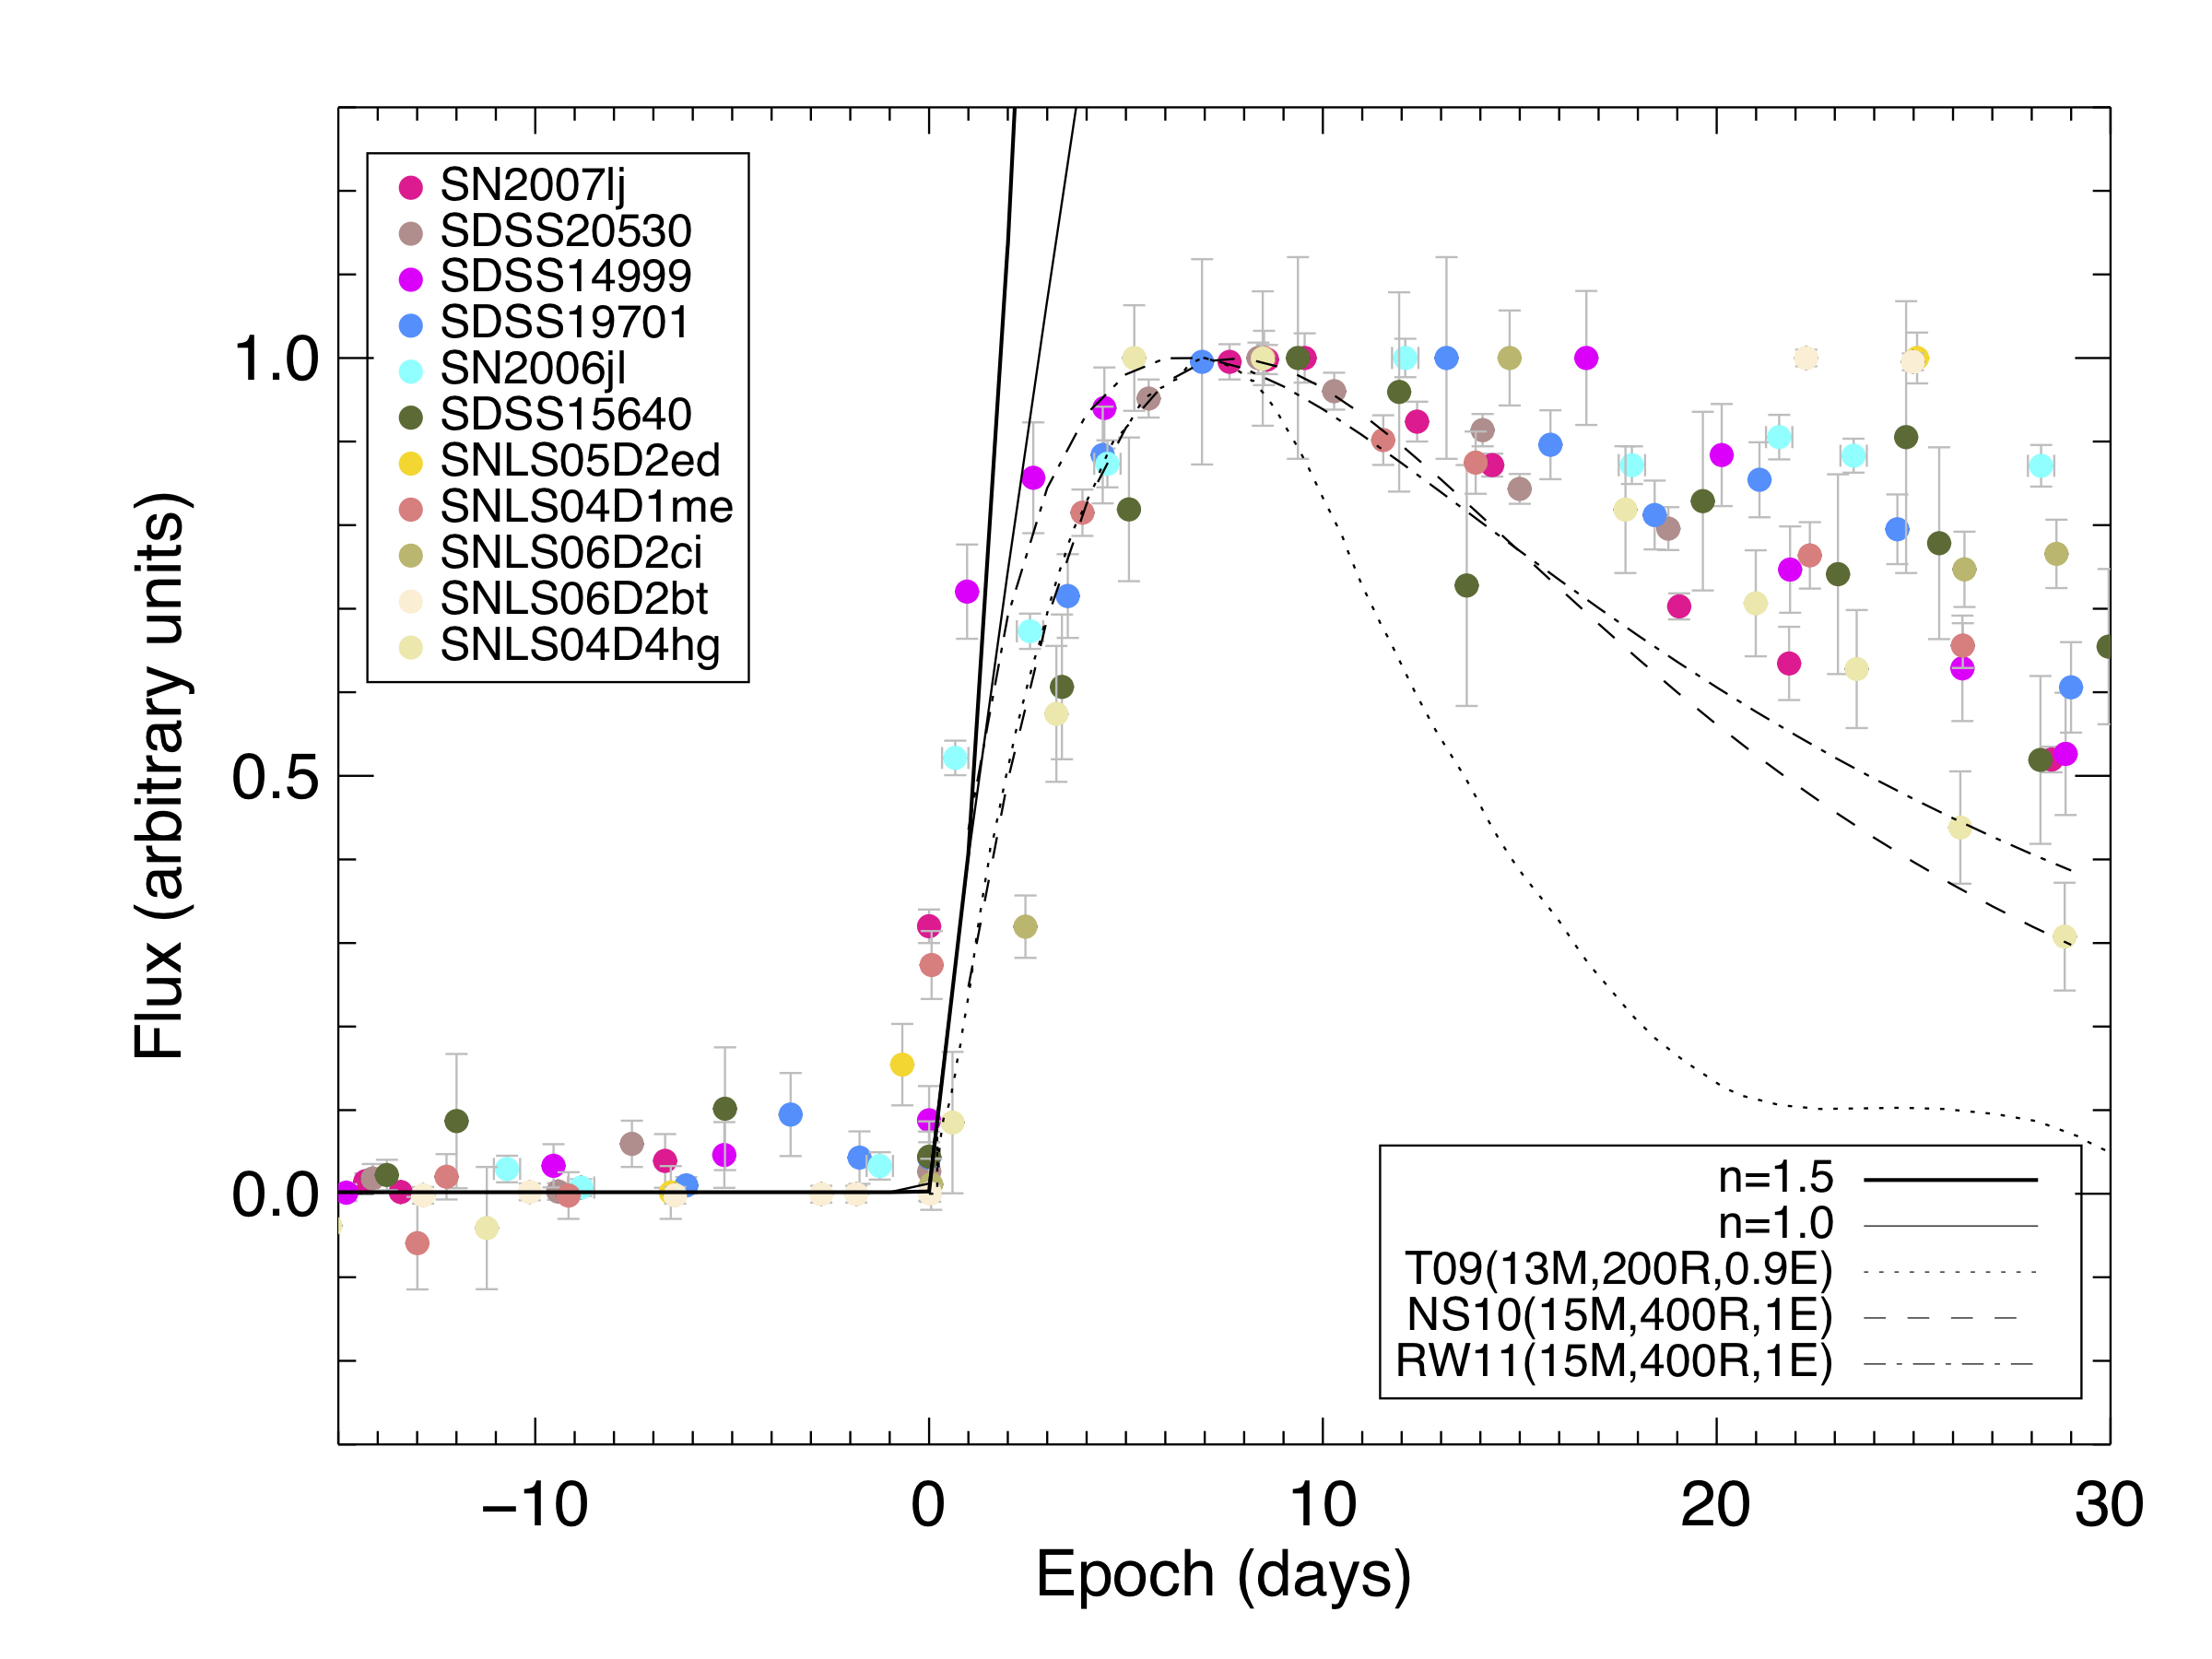 SN2007lj
SDSS20530
SDSS14999
SDSS19701
SN2006jl
SDSS15640
SNLS05D2ed
SNLS04D1me
SNLS06D2ci
SNLS06D2bt
SNLS04D4hg
1.0
0.5
0.0
Flux (arbitrary units)
n=1.5
n=1.0
T09(13M,200R,0.9E)
NS10(15M,400R,1E)
RW11(15M,400R,1E)
−10 0 10 20 30
Epoch (days)